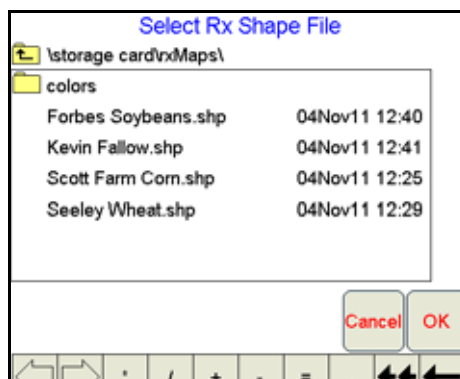 Select Rx Shape File
\storage card\rxMaps\
colors
Forbes Soybeans.shp 04Nov11 12:40
Kevin Fallow.shp 04Nov11 12:41
Scott Farm Corn.shp 04Nov11 12:25
Seeley Wheat.shp 04Nov11 12:29
Cancel OK